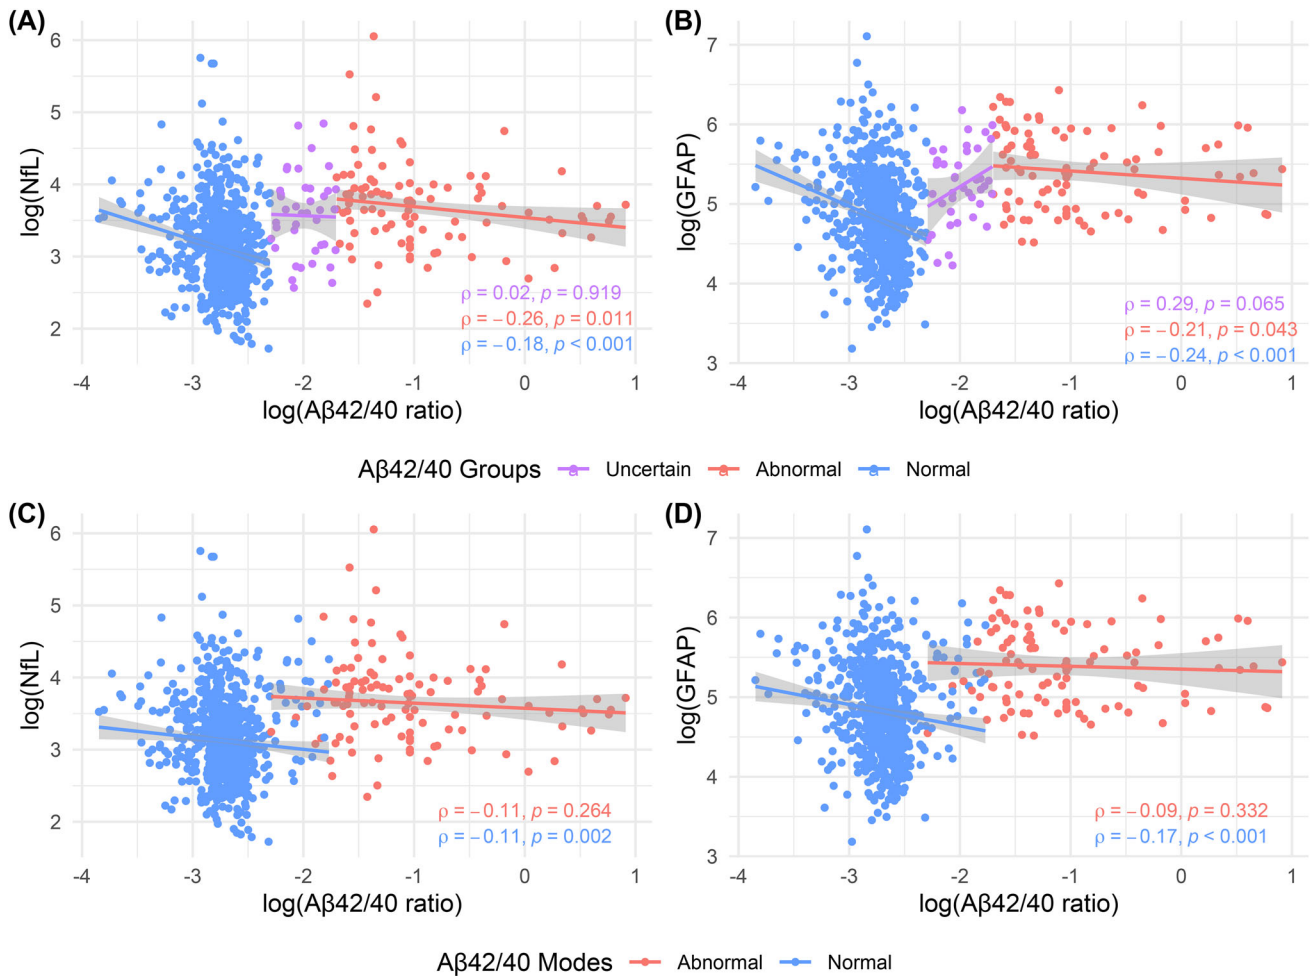 (A)
log(NfL)
6
5
4
3
2
ρ = 0.02, p = 0.919
ρ = −0.26, p = 0.011
ρ = −0.18, p < 0.001
-4 -3 -2 -1 0 1
log(Aβ42/40 ratio)
(B)
log(GFAP)
7
6
5
4
3
ρ = 0.29, p = 0.065
ρ = −0.21, p = 0.043
ρ = −0.24, p < 0.001
-4 -3 -2 -1 0 1
log(Aβ42/40 ratio)
Aβ42/40 Groups a Uncertain a Abnormal a Normal
(C)
log(NfL)
6
5
4
3
2
ρ = −0.11, p = 0.264
ρ = −0.11, p = 0.002
-4 -3 -2 -1 0 1
log(Aβ42/40 ratio)
(D)
log(GFAP)
7
6
5
4
3
ρ = −0.09, p = 0.332
ρ = −0.17, p < 0.001
-4 -3 -2 -1 0 1
log(Aβ42/40 ratio)
Aβ42/40 Modes Abnormal Normal